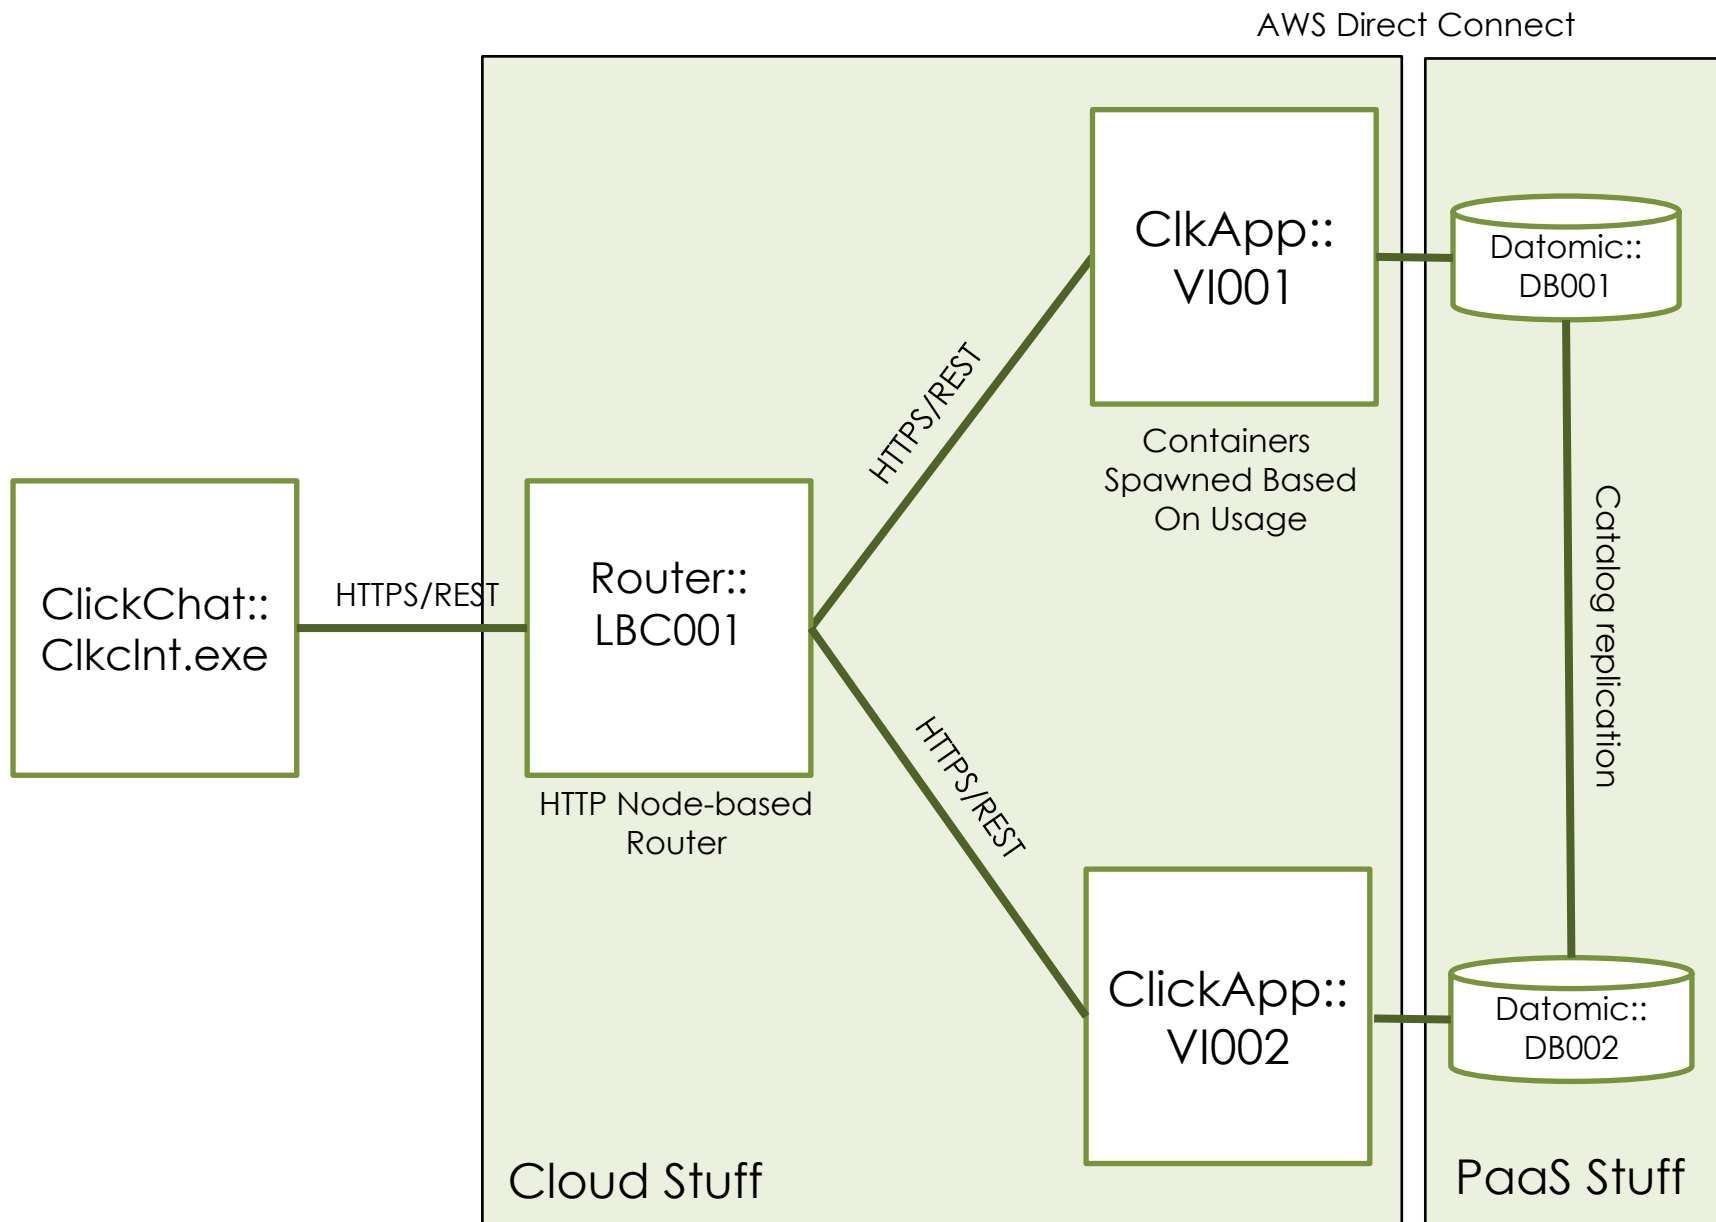 AWS Direct Connect
ClkApp::
VI001
Datomic::
DB001
HTTPS/REST
Containers
Spawned Based
On Usage
Catalog replication
ClickChat::
Clkclnt.exe
HTTPS/REST
Router::
LBC001
HTTP Node-based
Router
HTTPS/REST
ClickApp::
VI002
Datomic::
DB002
Cloud Stuff
PaaS Stuff